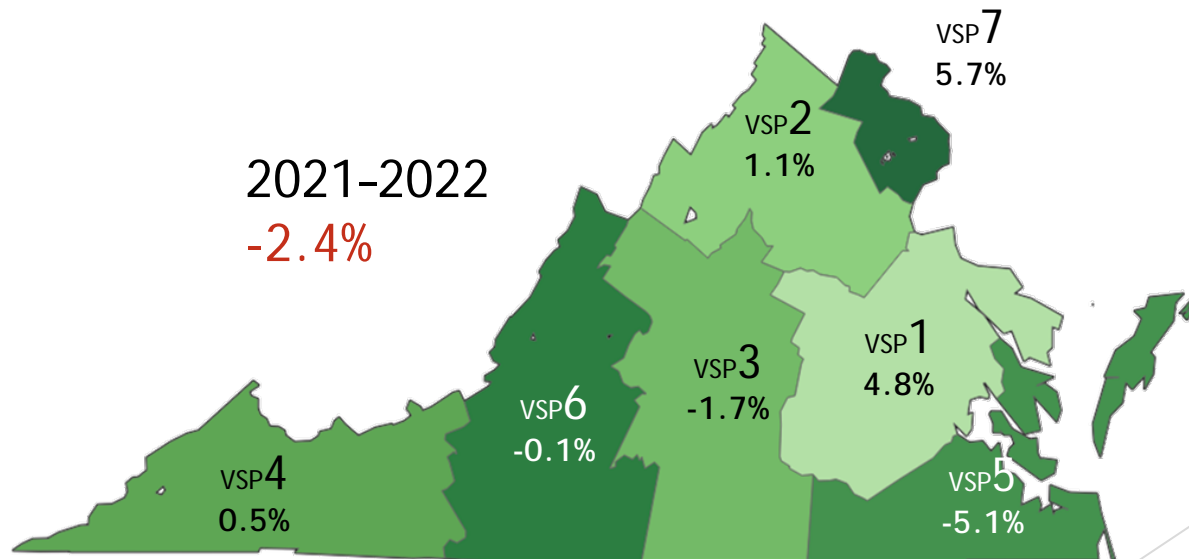 VSP7
5.7%
VSP2
1.1%
2021–2022
-2.4%
VSP1
4.8%
VSP3
-1.7%
VSP6
-0.1%
VSP4
0.5%
VSP5
-5.1%